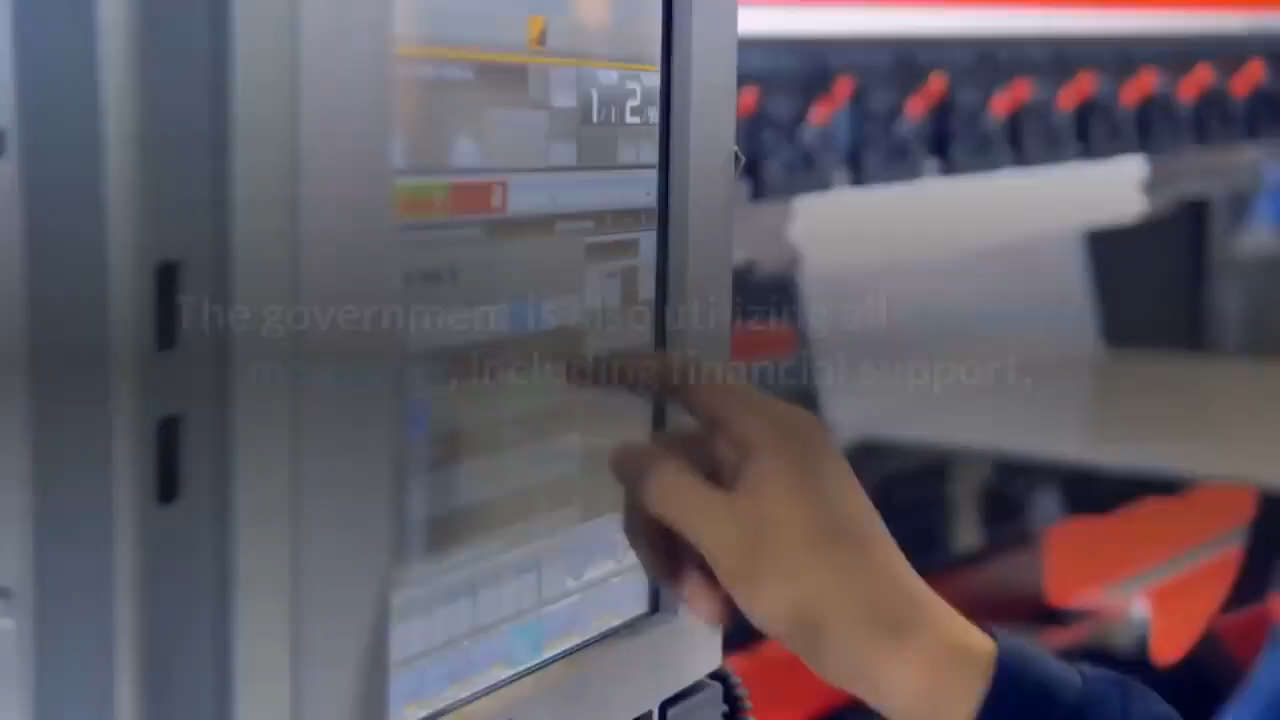 The government is also utilizing all
measures, including financial support.